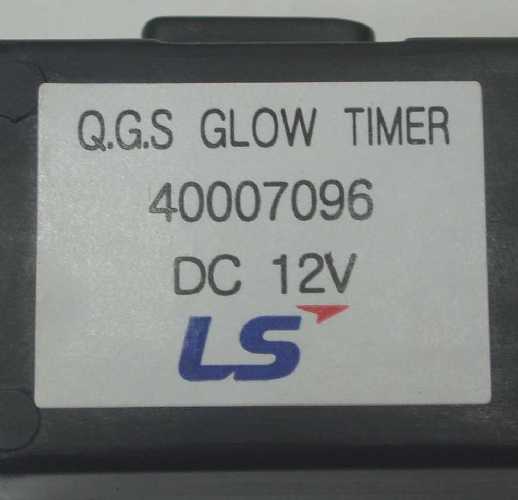 Q.G.S GLOW TIMER
40007096
DC 12V
LS